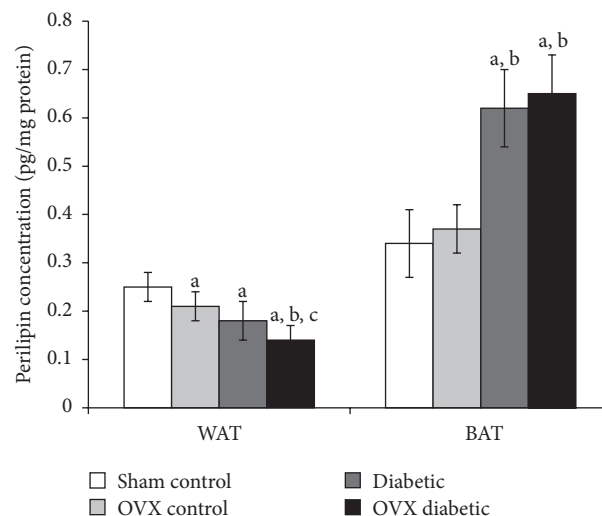 Perilipin concentration (pg/mg protein)
0.8
0.7
0.6
0.5
0.4
0.3
0.2
0.1
0
a
a
a, b, c
a, b
a, b
WAT
BAT
Sham control
OVX control
Diabetic
OVX diabetic